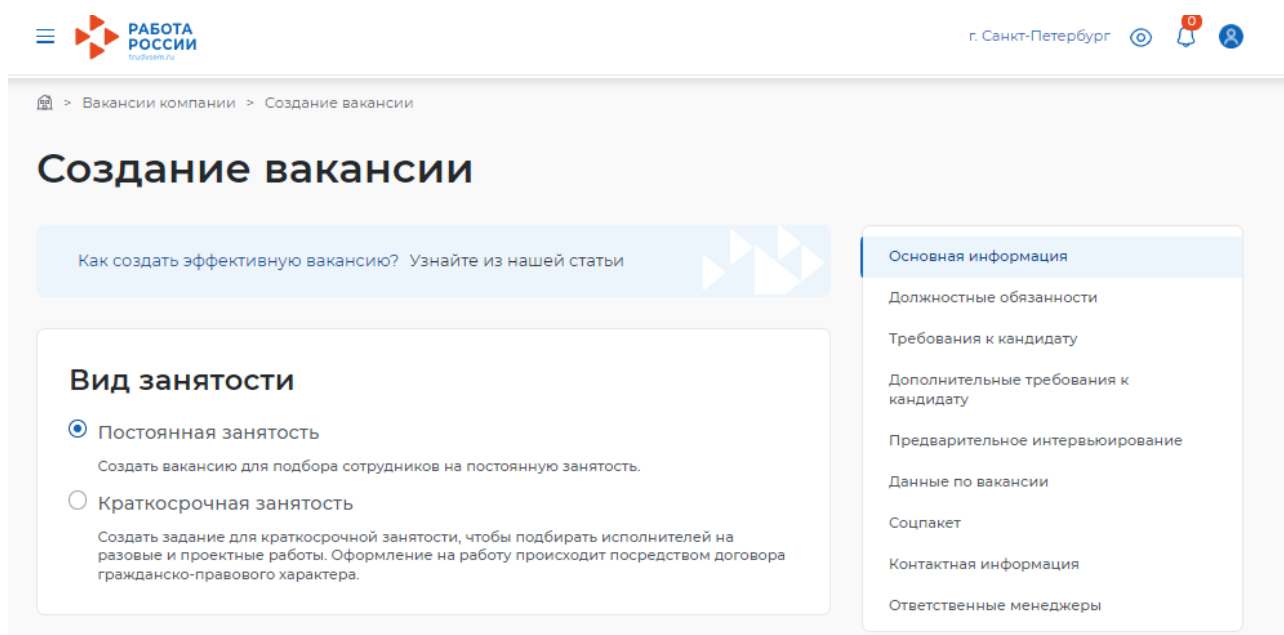 РАБОТА
РОССИИ
trudvsem.ru
г. Санкт-Петербург
0
> Вакансии компании > Создание вакансии
Создание вакансии
Как создать эффективную вакансию? Узнайте из нашей статьи
Вид занятости
Постоянная занятость
Создать вакансию для подбора сотрудников на постоянную занятость.
Краткосрочная занятость
Создать задание для краткосрочной занятости, чтобы подбирать исполнителей на
разовые и проектные работы. Оформление на работу происходит посредством договора
гражданско-правового характера.
Основная информация
Должностные обязанности
Требования к кандидату
Дополнительные требования к
кандидату
Предварительное интервьюирование
Данные по вакансии
Соцпакет
Контактная информация
Ответственные менеджеры